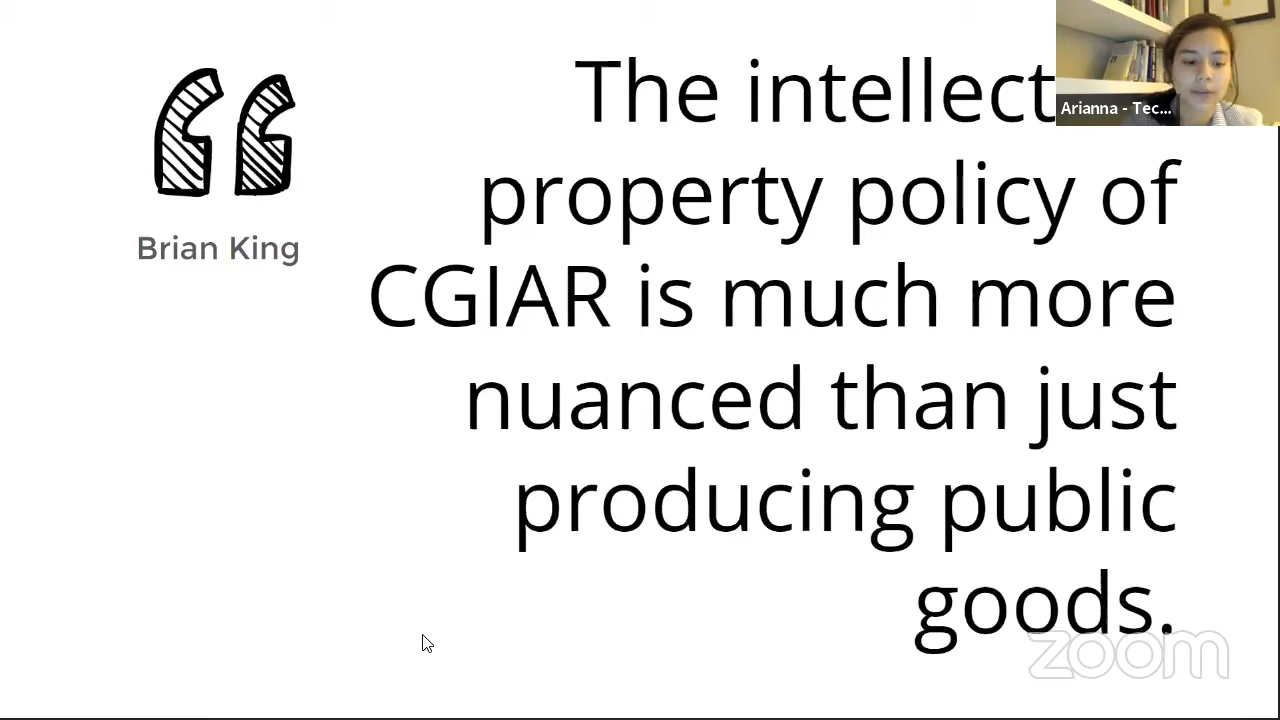 The intellect
property policy of
CGIAR is much more
nuanced than just
producing public
goods.
Brian King
Arianna - Tec...
zoom